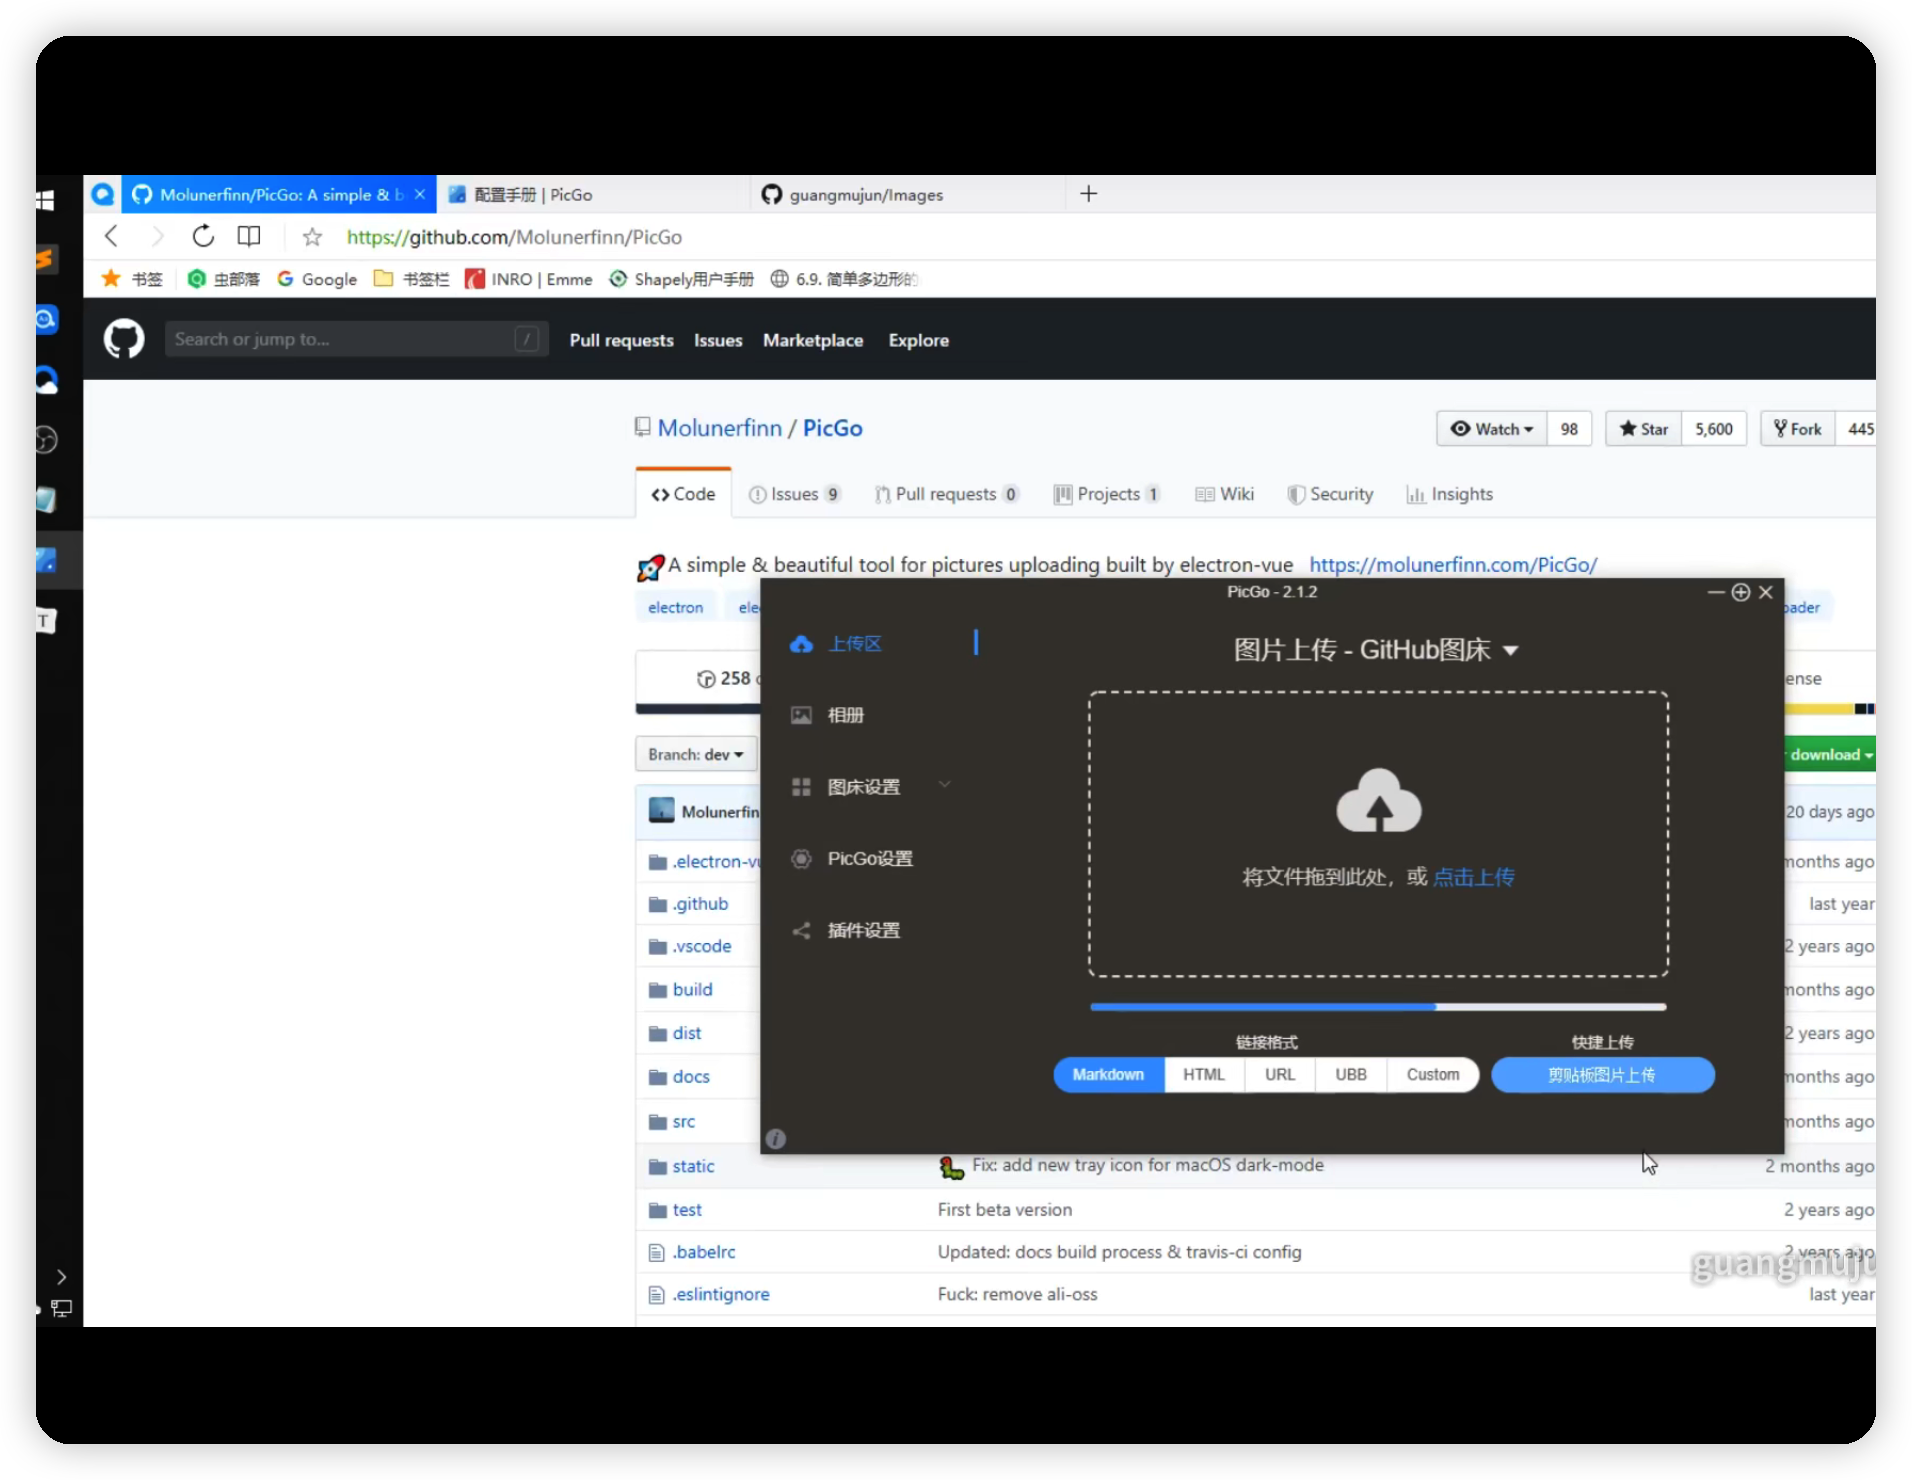 Molunerfinn/PicGo: A simple & b
配置手册 | PicGo
guangmujun/Images
https://github.com/Molunerfinn/PicGo
书签
虫部落
Google
书签栏
INRO | Emme
Shapely用户手册
6.9. 简单多边形的
Search or jump to...
/
Pull requests
Issues
Marketplace
Explore
Molunerfinn / PicGo
Watch
98
Star
5,600
Fork
445
Code
Issues 9
Pull requests 0
Projects 1
Wiki
Security
Insights
A simple & beautiful tool for pictures uploading built by electron-vue https://molunerfinn.com/PicGo/
electron
ele
oader
258
ense
Branch: dev
download
Molunerfin
20 days ago
.electron-vu
months ago
.github
last year
.vscode
2 years ago
build
months ago
dist
2 years ago
docs
months ago
src
months ago
static
Fix: add new tray icon for macOS dark-mode
2 months ago
test
First beta version
2 years ago
.babelrc
Updated: docs build process & travis-ci config
2 years ago
.eslintignore
Fuck: remove ali-oss
last year
PicGo - 2.1.2
上传区
相册
图床设置
PicGo设置
插件设置
图片上传 - GitHub图床
将文件拖到此处，或 点击上传
链接格式
快捷上传
Markdown
HTML
URL
UBB
Custom
剪贴板图片上传
T
guangmuju